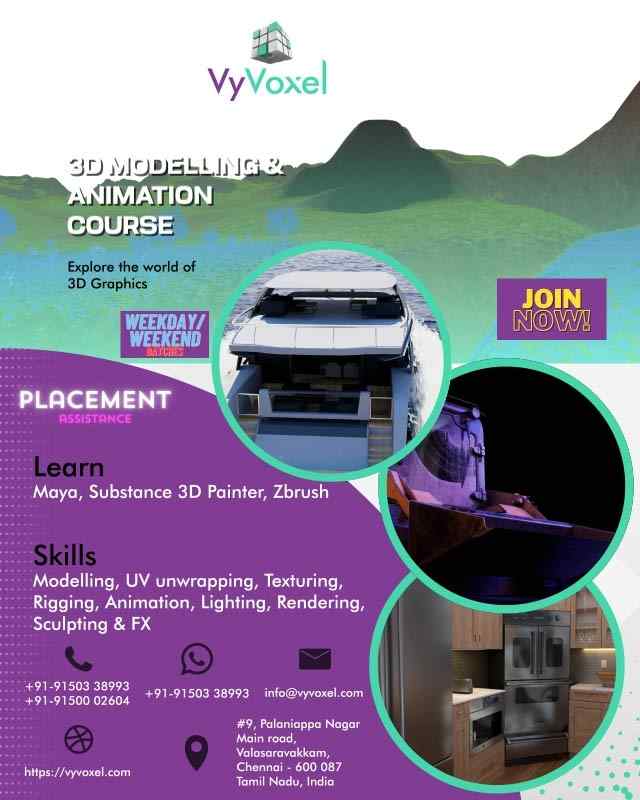 VyVoxel
3D MODELLING &
ANIMATION
COURSE
Explore the world of
3D Graphics
JOIN
NOW!
WEEKDAY/
WEEKEND
BATCHES
PLACEMENT
ASSISTANCE
Learn
Maya, Substance 3D Painter, Zbrush
Skills
Modelling, UV unwrapping, Texturing,
Rigging, Animation, Lighting, Rendering,
Sculpting & FX
+91-91503 38993
+91-91500 02604
+91-91503 38993
info@vyvoxel.com
https://vyvoxel.com
#9, Palaniappa Nagar
Main road,
Valasaravakkam,
Chennai - 600 087
Tamil Nadu, India